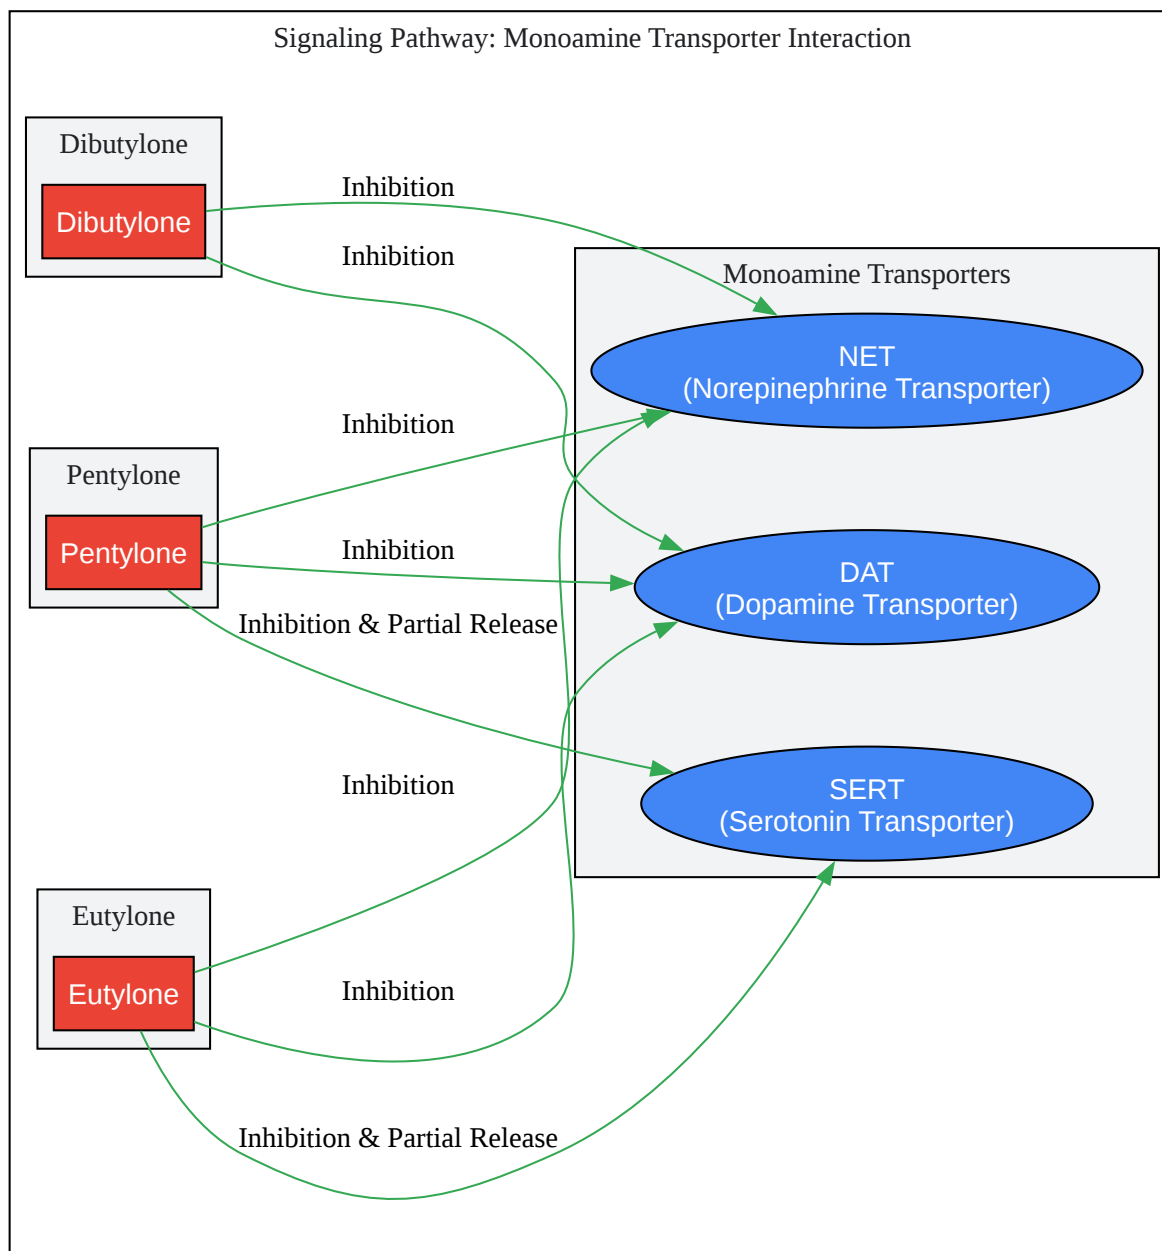 Signaling Pathway: Monoamine Transporter Interaction
Dibutylone
Dibutylone
Inhibition
Inhibition
Monoamine Transporters
NET
(Norepinephrine Transporter)
Inhibition
Pentylone
Pentylone
Inhibition
DAT
(Dopamine Transporter)
Inhibition & Partial Release
Inhibition
SERT
(Serotonin Transporter)
Eutylone
Eutylone
Inhibition
Inhibition & Partial Release